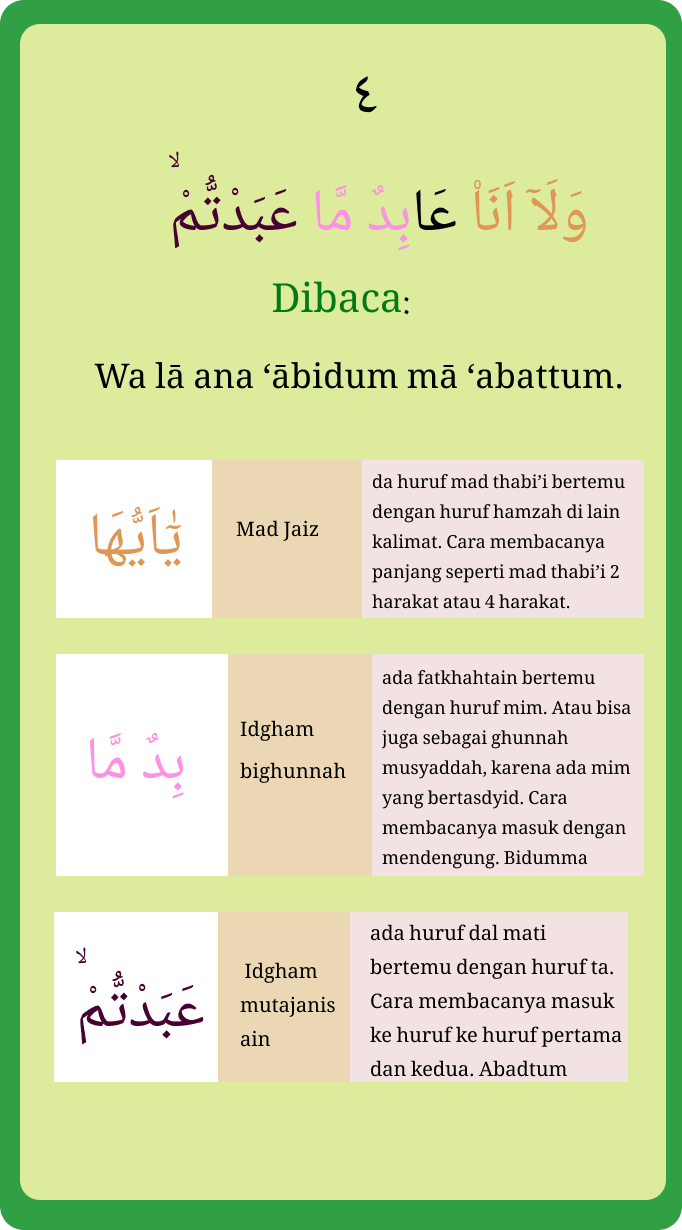 ٤
وَلَآ اَنَا۠ عَابِدٌ مَّا عَبَدْتُّمْۙ
Dibaca:
Wa lā ana ‘ābidum mā ‘abattum.
يٰٓاَيُّهَا
Mad Jaiz
da huruf mad thabi’i bertemu
dengan huruf hamzah di lain
kalimat. Cara membacanya
panjang seperti mad thabi’i 2
harakat atau 4 harakat.
بِدٌ مَّا
Idgham
bighunnah
ada fatkhahtain bertemu
dengan huruf mim. Atau bisa
juga sebagai ghunnah
musyaddah, karena ada mim
yang bertasdyid. Cara
membacanya masuk dengan
mendengung. Bidumma
عَبَدْتُّمْۙ
Idgham
mutajanis
ain
ada huruf dal mati
bertemu dengan huruf ta.
Cara membacanya masuk
ke huruf ke huruf pertama
dan kedua. Abadtum